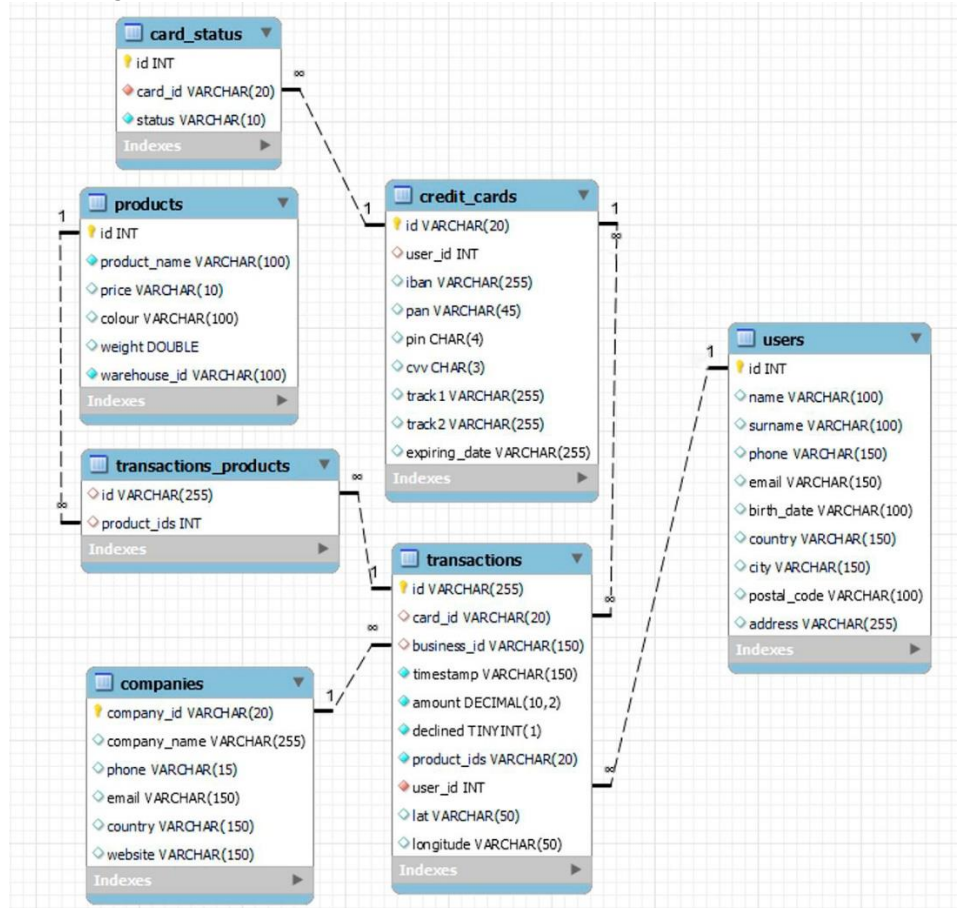 card_status
id INT
card_id VARCHAR(20)
status VARCHAR(10)
Indexes
∞
1
products
id INT
product_name VARCHAR(100)
price VARCHAR(10)
colour VARCHAR(100)
weight DOUBLE
warehouse_id VARCHAR(100)
Indexes
1
∞
credit_cards
id VARCHAR(20)
user_id INT
iban VARCHAR(255)
pan VARCHAR(45)
pin CHAR(4)
cvv CHAR(3)
track1 VARCHAR(255)
track2 VARCHAR(255)
expiring_date VARCHAR(255)
Indexes
1
∞
∞
transactions_products
id VARCHAR(255)
product_ids INT
Indexes
∞
1
users
id INT
name VARCHAR(100)
surname VARCHAR(100)
phone VARCHAR(150)
email VARCHAR(150)
birth_date VARCHAR(100)
country VARCHAR(150)
city VARCHAR(150)
postal_code VARCHAR(100)
address VARCHAR(255)
Indexes
1
∞
transactions
id VARCHAR(255)
card_id VARCHAR(20)
business_id VARCHAR(150)
timestamp VARCHAR(150)
amount DECIMAL(10,2)
declined TINYINT(1)
product_ids VARCHAR(20)
user_id INT
lat VARCHAR(50)
longitude VARCHAR(50)
Indexes
∞
1
companies
company_id VARCHAR(20)
company_name VARCHAR(255)
phone VARCHAR(15)
email VARCHAR(150)
country VARCHAR(150)
website VARCHAR(150)
Indexes